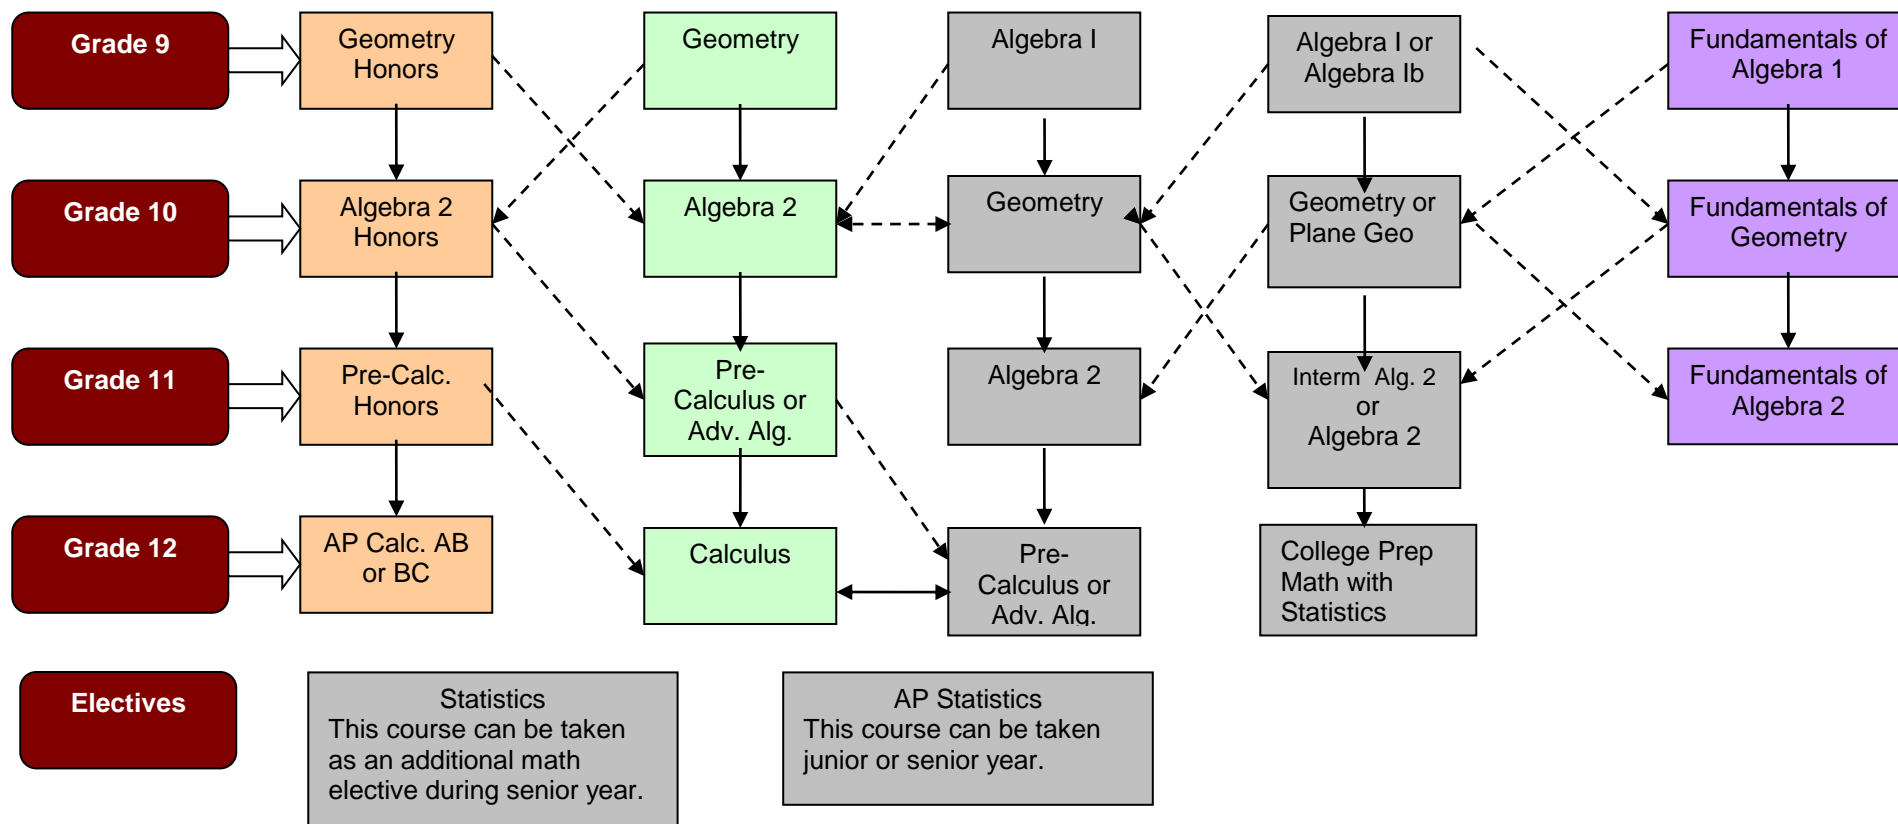 Grade 9
Geometry
Honors
Geometry
Algebra I
Algebra I or
Algebra Ib
Fundamentals of
Algebra 1
Grade 10
Algebra 2
Honors
Algebra 2
Geometry
Geometry or
Plane Geo
Fundamentals of
Geometry
Grade 11
Pre-Calc.
Honors
Pre-
Calculus or
Adv. Alg.
Algebra 2
Interm Alg. 2
or
Algebra 2
Fundamentals of
Algebra 2
Grade 12
AP Calc. AB
or BC
Calculus
Pre-
Calculus or
Adv. Alg.
College Prep
Math with
Statistics
Electives
Statistics
This course can be taken
as an additional math
elective during senior year.
AP Statistics
This course can be taken
junior or senior year.